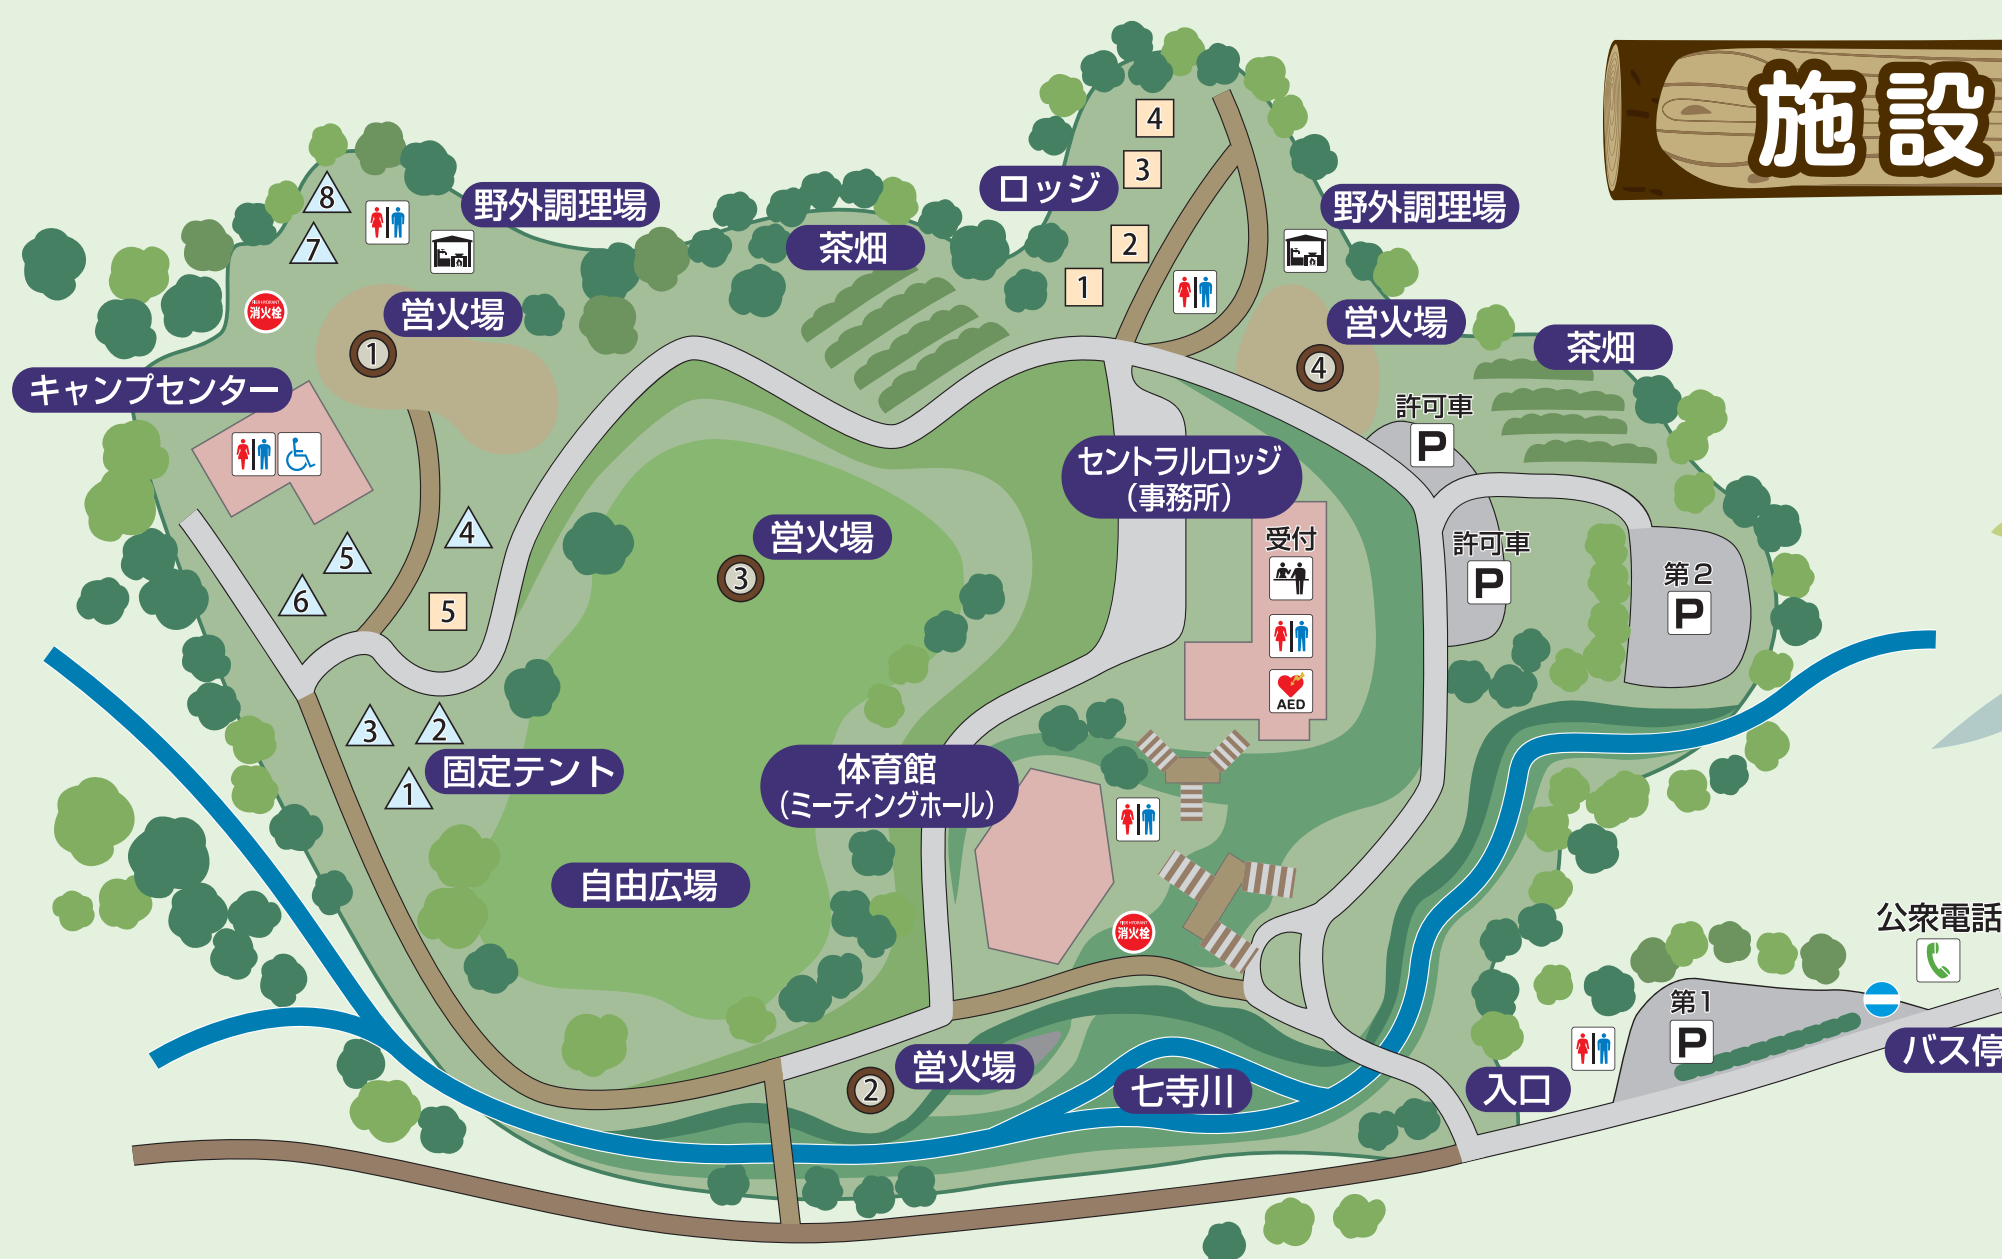 施設
4
3
ロッジ
野外調理場
8
野外調理場
7
茶畑
2
1
消火栓
営火場
1
営火場
4
茶畑
キャンプセンター
許可車
P
セントラルロッジ
(事務所)
4
営火場
3
受付
許可車
P
第2
P
5
6
5
AED
3
2
固定テント
1
体育館
(ミーティングホール)
自由広場
消火栓
公衆電話
第1
P
バス停
営火場
2
七寺川
入口